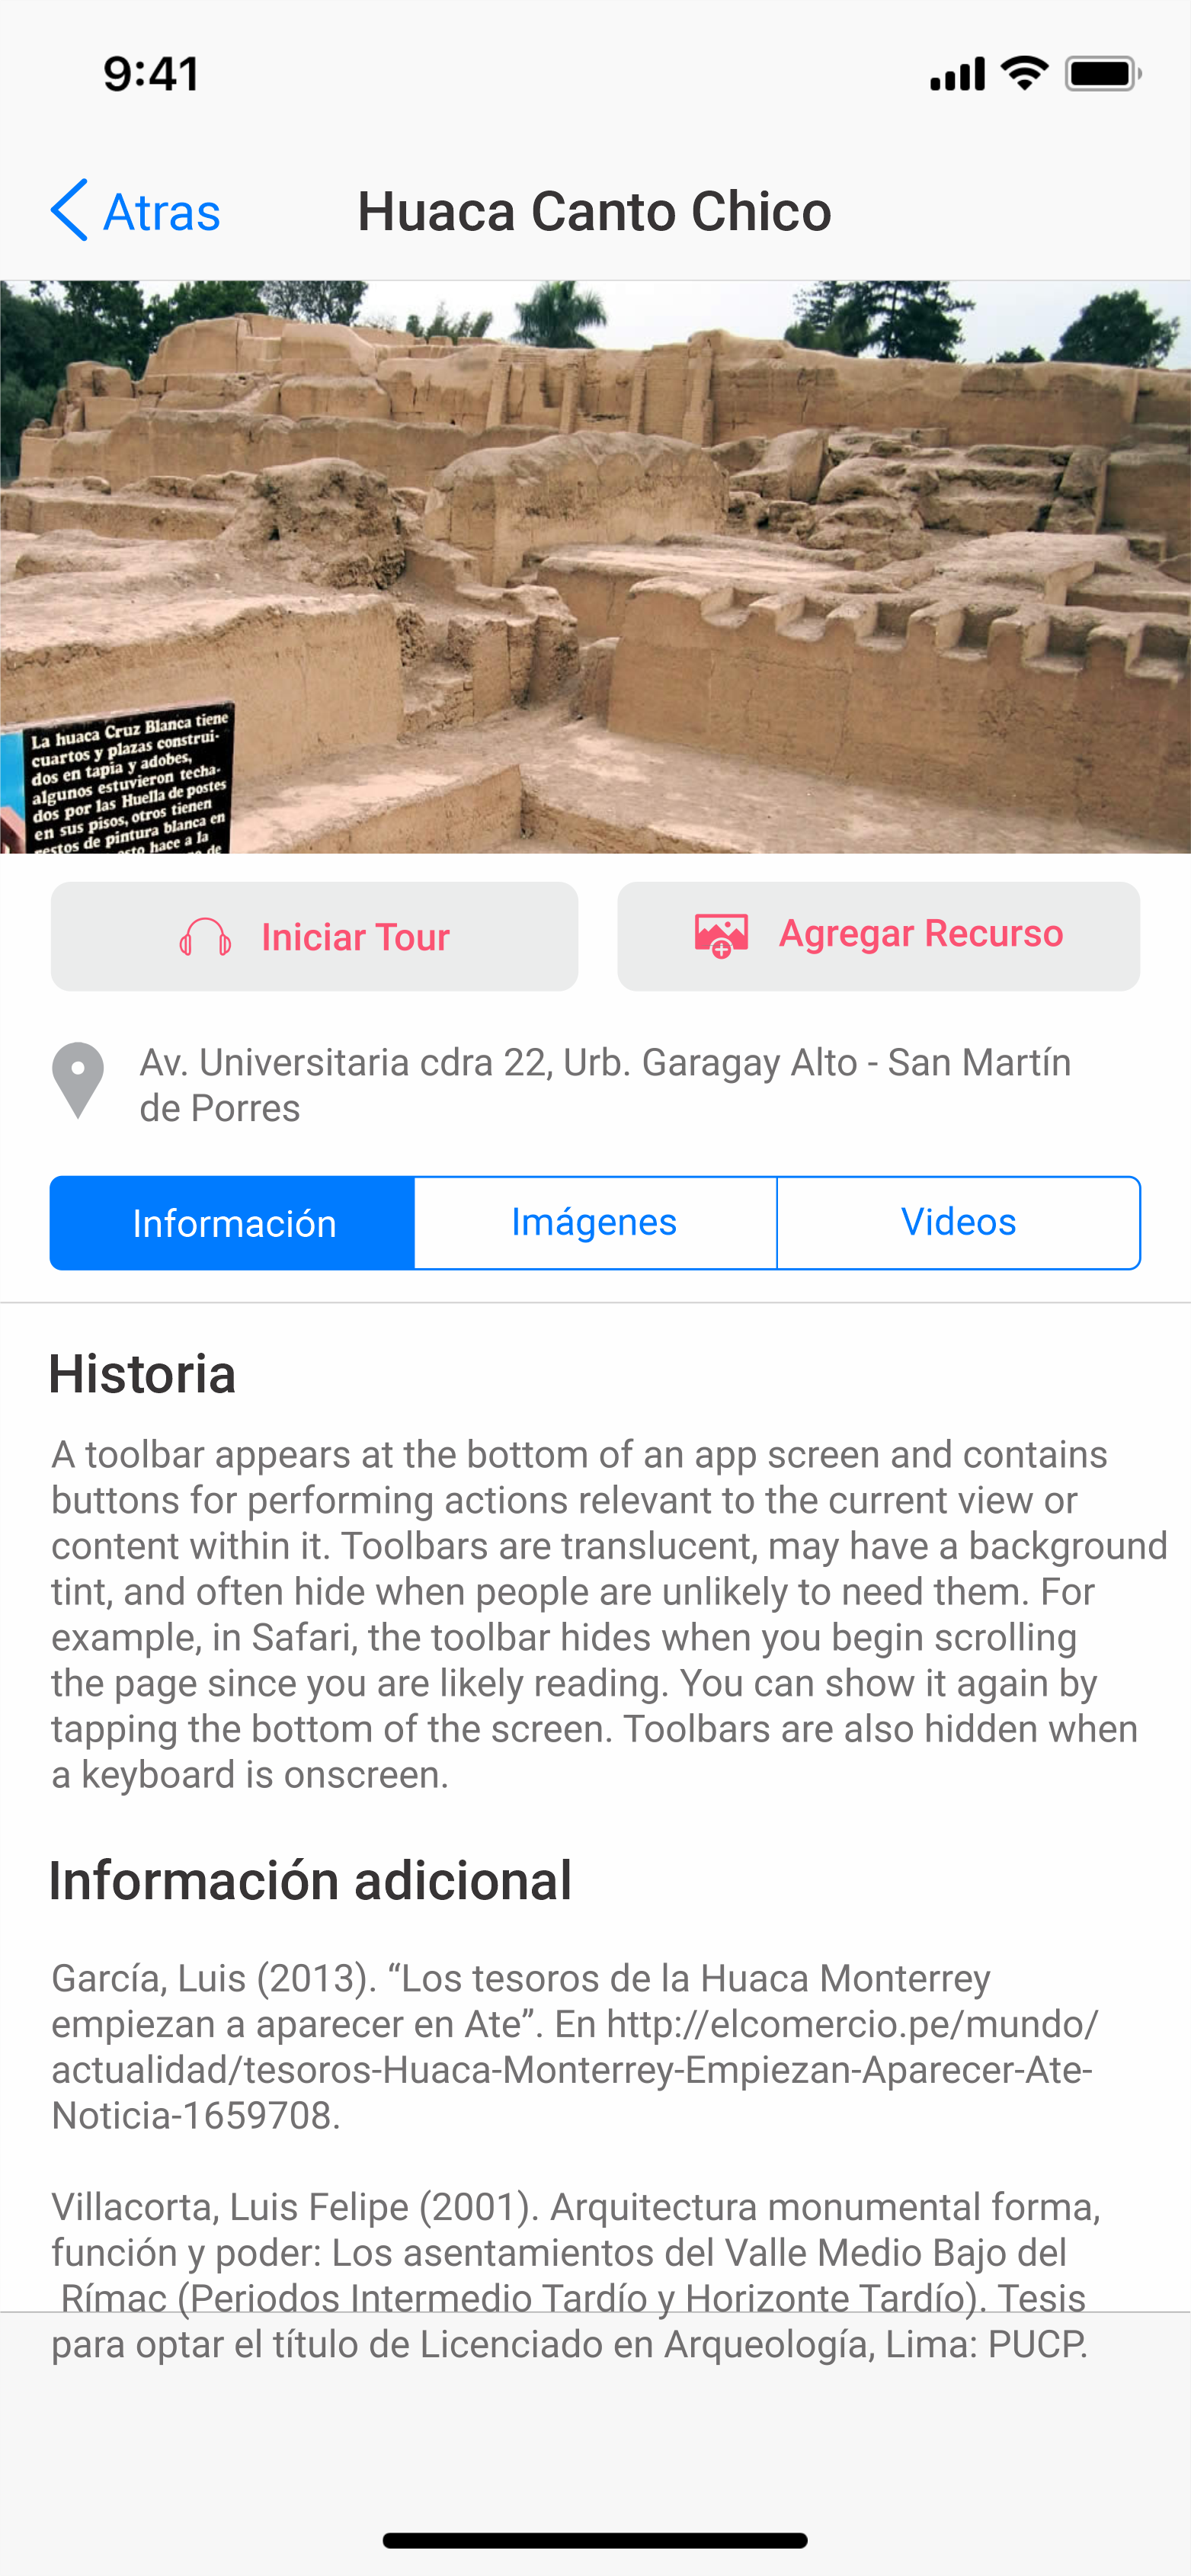 9:41
Atras
Huaca Canto Chico
La huaca Cruz Blanca tiene
cuartos y plazas construi-
dos en tapia y adobes,
algunos estuvieron techa-
dos por las Huella de postes
en sus pisos, otros tienen
restos de pintura blanca en
esto hace a la
de
Iniciar Tour
Agregar Recurso
Av. Universitaria cdra 22, Urb. Garagay Alto - San Martín
de Porres
Información
Imágenes
Videos
Historia
A toolbar appears at the bottom of an app screen and contains
buttons for performing actions relevant to the current view or
content within it. Toolbars are translucent, may have a background
tint, and often hide when people are unlikely to need them. For
example, in Safari, the toolbar hides when you begin scrolling
the page since you are likely reading. You can show it again by
tapping the bottom of the screen. Toolbars are also hidden when
a keyboard is onscreen.
Información adicional
García, Luis (2013). “Los tesoros de la Huaca Monterrey
empiezan a aparecer en Ate”. En http://elcomercio.pe/mundo/
actualidad/tesoros-Huaca-Monterrey-Empiezan-Aparecer-Ate-
Noticia-1659708.
Villacorta, Luis Felipe (2001). Arquitectura monumental forma,
función y poder: Los asentamientos del Valle Medio Bajo del
Rímac (Periodos Intermedio Tardío y Horizonte Tardío). Tesis
para optar el título de Licenciado en Arqueología, Lima: PUCP.